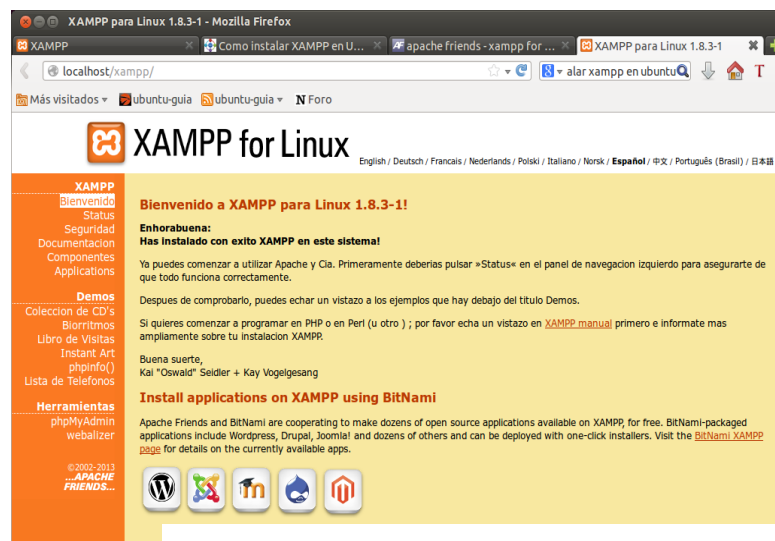 XAMPP para Linux 1.8.3-1 - Mozilla Firefox
XAMPP
Como instalar XAMPP en U...
apache friends - xampp for ...
XAMPP para Linux 1.8.3-1
localhost/xampp/
alar xampp en ubuntu
Más visitados
ubuntu-guia
ubuntu-guia
N Foro
XAMPP for Linux
English / Deutsch / Francais / Nederlands / Polski / Italiano / Norsk / Español / 中文 / Português (Brasil) / 日本語
XAMPP
Bienvenido
Status
Seguridad
Documentacion
Componentes
Applications
Demos
Coleccion de CD's
Biorritmos
Libro de Visitas
Instant Art
phpinfo()
Lista de Telefonos
Herramientas
phpMyAdmin
webalizer
©2002-2013
...APACHE
FRIENDS...
Bienvenido a XAMPP para Linux 1.8.3-1!
Enhorabuena:
Has instalado con exito XAMPP en este sistema!
Ya puedes comenzar a utilizar Apache y Cia. Primeramente deberias pulsar »Status« en el panel de navegacion izquierdo para asegurarte de
que todo funciona correctamente.
Despues de comprobarlo, puedes echar un vistazo a los ejemplos que hay debajo del titulo Demos.
Si quieres comenzar a programar en PHP o en Perl (u otro ) ; por favor echa un vistazo en XAMPP manual primero e informate mas
ampliamente sobre tu instalacion XAMPP.
Buena suerte,
Kai "Oswald" Seidler + Kay Vogelgesang
Install applications on XAMPP using BitNami
Apache Friends and BitNami are cooperating to make dozens of open source applications available on XAMPP, for free. BitNami-packaged
applications include Wordpress, Drupal, Joomla! and dozens of others and can be deployed with one-click installers. Visit the BitNami XAMPP
page for details on the currently available apps.